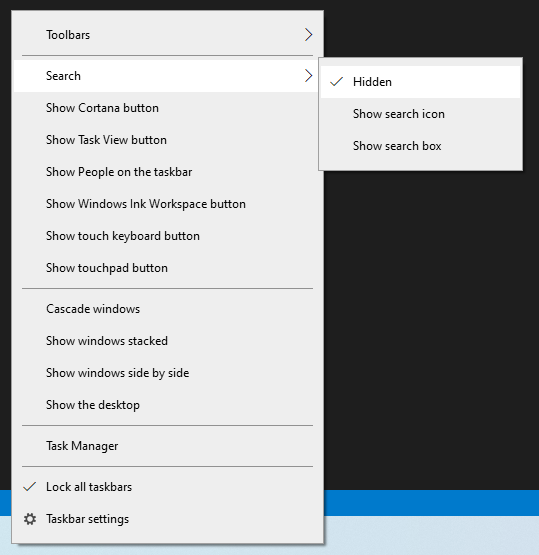 Toolbars
Search
Hidden
Show search icon
Show search box
Show Cortana button
Show Task View button
Show People on the taskbar
Show Windows Ink Workspace button
Show touch keyboard button
Show touchpad button
Cascade windows
Show windows stacked
Show windows side by side
Show the desktop
Task Manager
Lock all taskbars
Taskbar settings